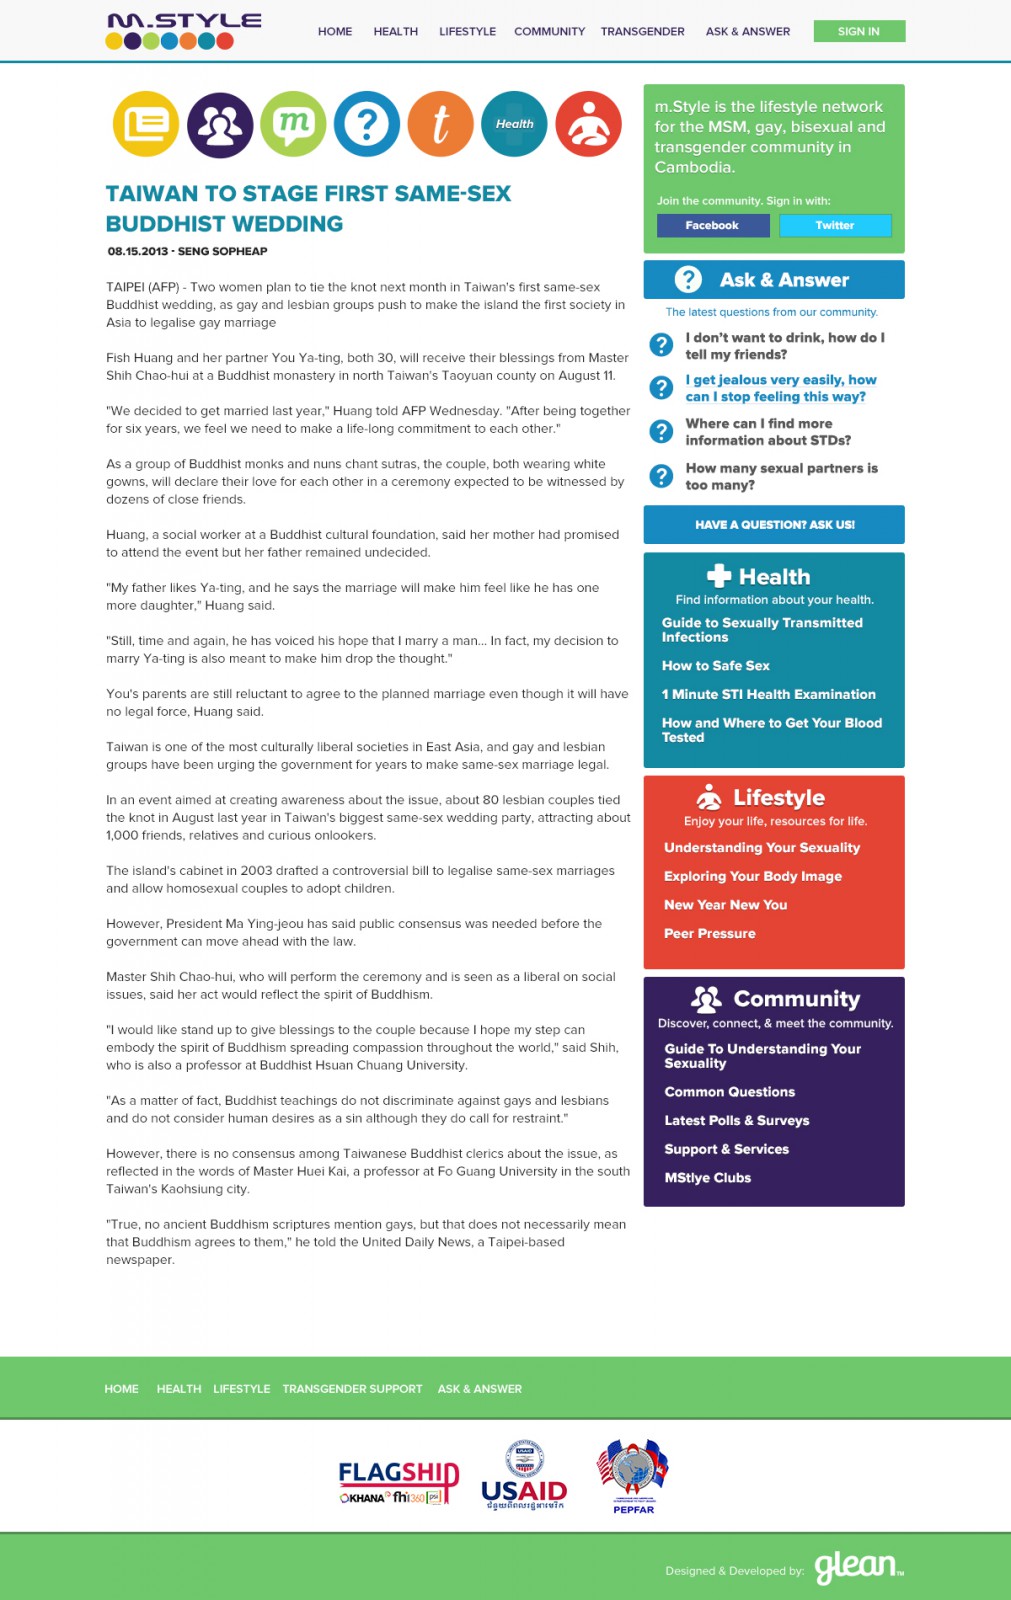 M.STYLE
HOME HEALTH LIFESTYLE COMMUNITY TRANSGENDER ASK & ANSWER SIGN IN
m t Health
TAIWAN TO STAGE FIRST SAME-SEX
BUDDHIST WEDDING
08.15.2013 - SENG SOPHEAP
TAIPEI (AFP) - Two women plan to tie the knot next month in Taiwan's first same-sex
Buddhist wedding, as gay and lesbian groups push to make the island the first society in
Asia to legalise gay marriage
Fish Huang and her partner You Ya-ting, both 30, will receive their blessings from Master
Shih Chao-hui at a Buddhist monastery in north Taiwan's Taoyuan county on August 11.
"We decided to get married last year," Huang told AFP Wednesday. "After being together
for six years, we feel we need to make a life-long commitment to each other."
As a group of Buddhist monks and nuns chant sutras, the couple, both wearing white
gowns, will declare their love for each other in a ceremony expected to be witnessed by
dozens of close friends.
Huang, a social worker at a Buddhist cultural foundation, said her mother had promised
to attend the event but her father remained undecided.
"My father likes Ya-ting, and he says the marriage will make him feel like he has one
more daughter," Huang said.
"Still, time and again, he has voiced his hope that I marry a man... In fact, my decision to
marry Ya-ting is also meant to make him drop the thought."
You's parents are still reluctant to agree to the planned marriage even though it will have
no legal force, Huang said.
Taiwan is one of the most culturally liberal societies in East Asia, and gay and lesbian
groups have been urging the government for years to make same-sex marriage legal.
In an event aimed at creating awareness about the issue, about 80 lesbian couples tied
the knot in August last year in Taiwan's biggest same-sex wedding party, attracting about
1,000 friends, relatives and curious onlookers.
The island's cabinet in 2003 drafted a controversial bill to legalise same-sex marriages
and allow homosexual couples to adopt children.
However, President Ma Ying-jeou has said public consensus was needed before the
government can move ahead with the law.
Master Shih Chao-hui, who will perform the ceremony and is seen as a liberal on social
issues, said her act would reflect the spirit of Buddhism.
"I would like stand up to give blessings to the couple because I hope my step can
embody the spirit of Buddhism spreading compassion throughout the world," said Shih,
who is also a professor at Buddhist Hsuan Chuang University.
"As a matter of fact, Buddhist teachings do not discriminate against gays and lesbians
and do not consider human desires as a sin although they do call for restraint."
However, there is no consensus among Taiwanese Buddhist clerics about the issue, as
reflected in the words of Master Huei Kai, a professor at Fo Guang University in the south
Taiwan's Kaohsiung city.
"True, no ancient Buddhism scriptures mention gays, but that does not necessarily mean
that Buddhism agrees to them," he told the United Daily News, a Taipei-based
newspaper.
m.Style is the lifestyle network
for the MSM, gay, bisexual and
transgender community in
Cambodia.
Join the community. Sign in with:
Facebook Twitter
Ask & Answer
The latest questions from our community.
I don't want to drink, how do I
tell my friends?
I get jealous very easily, how
can I stop feeling this way?
Where can I find more
information about STDs?
How many sexual partners is
too many?
HAVE A QUESTION? ASK US!
Health
Find information about your health.
Guide to Sexually Transmitted
Infections
How to Safe Sex
1 Minute STI Health Examination
How and Where to Get Your Blood
Tested
Lifestyle
Enjoy your life, resources for life.
Understanding Your Sexuality
Exploring Your Body Image
New Year New You
Peer Pressure
Community
Discover, connect, & meet the community.
Guide To Understanding Your
Sexuality
Common Questions
Latest Polls & Surveys
Support & Services
MStlye Clubs
HOME HEALTH LIFESTYLE TRANSGENDER SUPPORT ASK & ANSWER
FLAGSHIP
KHANA fhi360 psi
USAID
ជំនួយពីពលរដ្ឋអាមេរិក
PEPFAR
Designed & Developed by: glean™